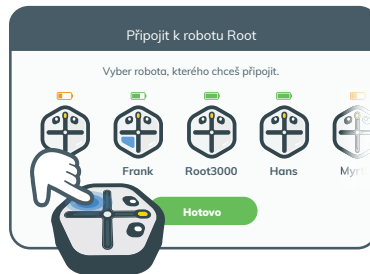 Připojit k robotu Root
Vyber robota, kterého chceš připojit.
Frank Root3000 Hans
Hotovo